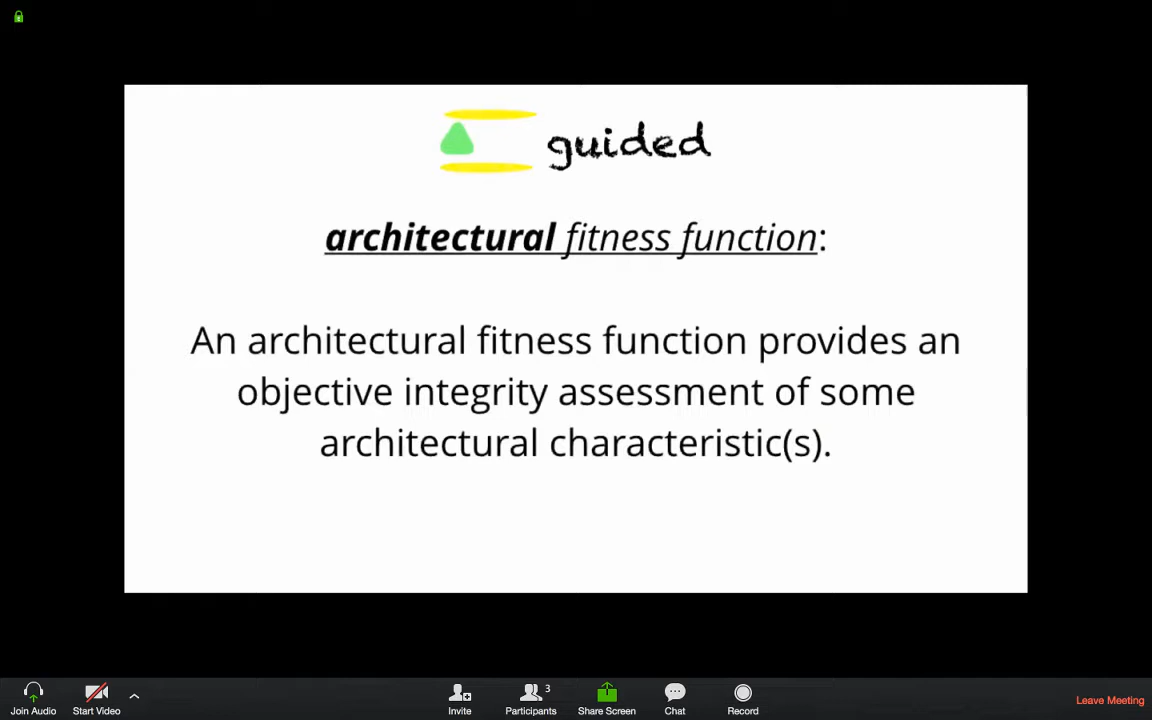 guided
architectural fitness function:
An architectural fitness function provides an
objective integrity assessment of some
architectural characteristic(s).
3
Join Audio
Start Video
Invite
Participants
Share Screen
Chat
Record
Leave Meeting